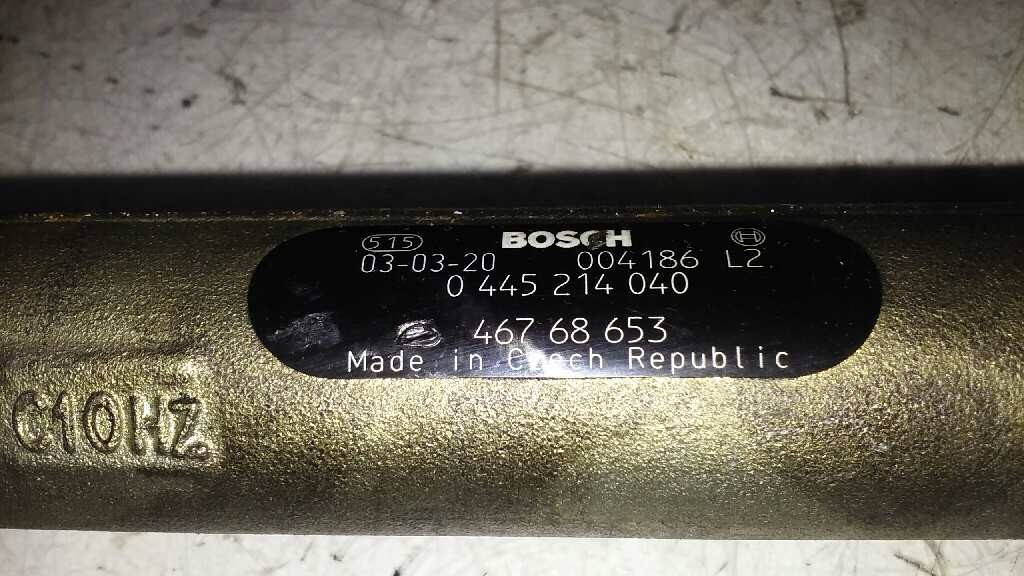 515 BOSCH
03-03-20 004186 L2
0 445 214 040
467 68 653
Made in Czech Republic
C10HZ